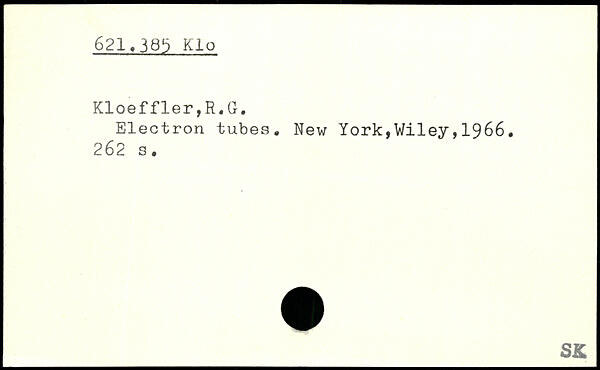 621.385 Klo
Kloeffler,R.G.
Electron tubes. New York,Wiley,1966.
262 s.
SK